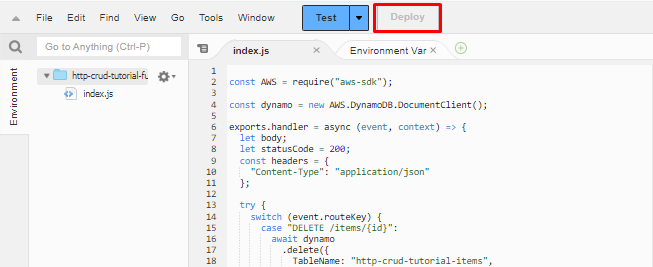 File Edit Find View Go Tools Window Test Deploy
Go to Anything (Ctrl-P)
index.js
Environment Var
Environment
http-crud-tutorial-fu
index.js
1
2 const AWS = require("aws-sdk");
3
4 const dynamo = new AWS.DynamoDB.DocumentClient();
5
6 exports.handler = async (event, context) => {
7 let body;
8 let statusCode = 200;
9 const headers = {
10 "Content-Type": "application/json"
11 };
12
13 try {
14 switch (event.routeKey) {
15 case "DELETE /items/{id}":
16 await dynamo
17 .delete({
18 TableName: "http-crud-tutorial-items",